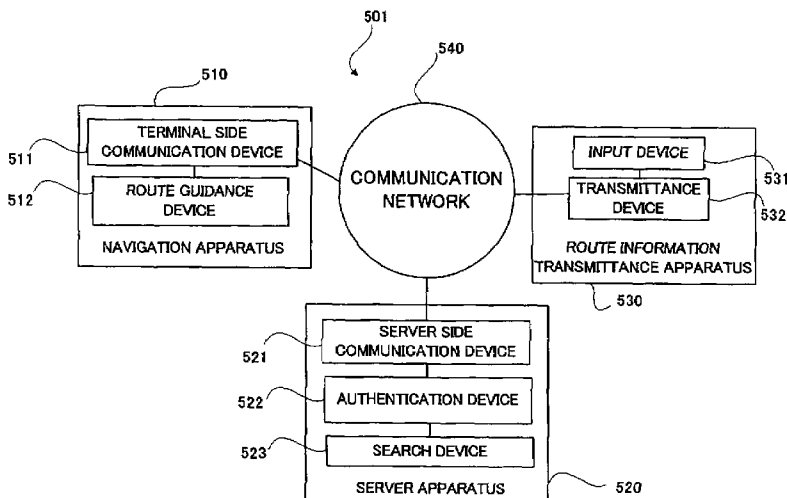 501
540
510
TERMINAL SIDE
COMMUNICATION DEVICE
511
ROUTE GUIDANCE
DEVICE
512
NAVIGATION APPARATUS
COMMUNICATION
NETWORK
INPUT DEVICE
531
TRANSMITTANCE
DEVICE
532
ROUTE INFORMATION
TRANSMITTANCE APPARATUS
530
SERVER SIDE
COMMUNICATION DEVICE
521
AUTHENTICATION DEVICE
522
SEARCH DEVICE
523
SERVER APPARATUS
520